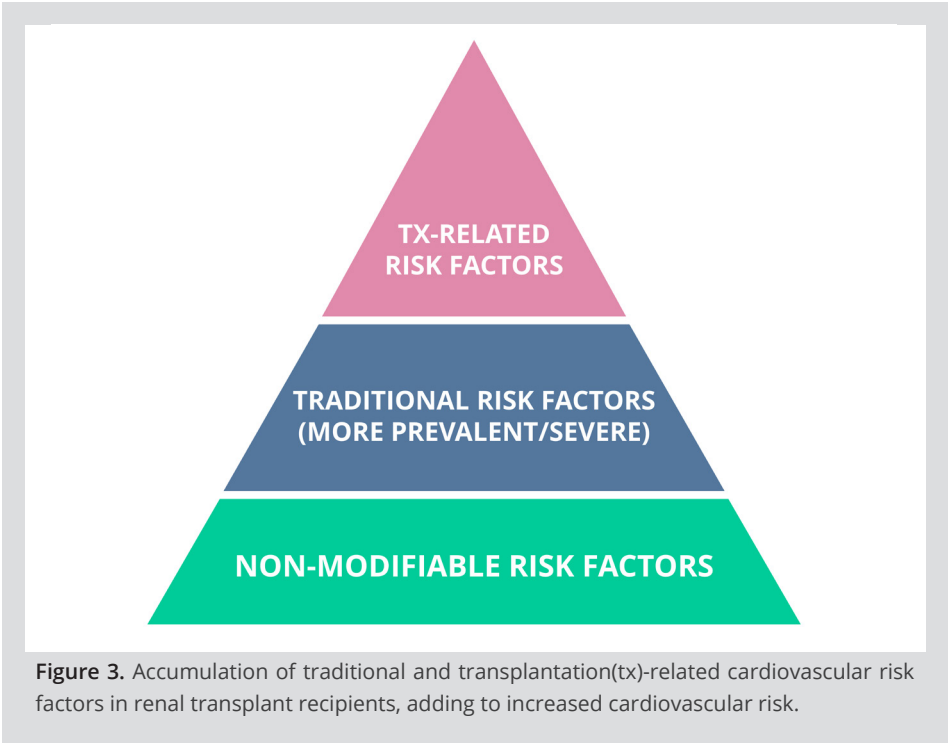 TX-RELATED
RISK FACTORS
TRADITIONAL RISK FACTORS
(MORE PREVALENT/SEVERE)
NON-MODIFIABLE RISK FACTORS
Figure 3. Accumulation of traditional and transplantation(tx)-related cardiovascular risk
factors in renal transplant recipients, adding to increased cardiovascular risk.